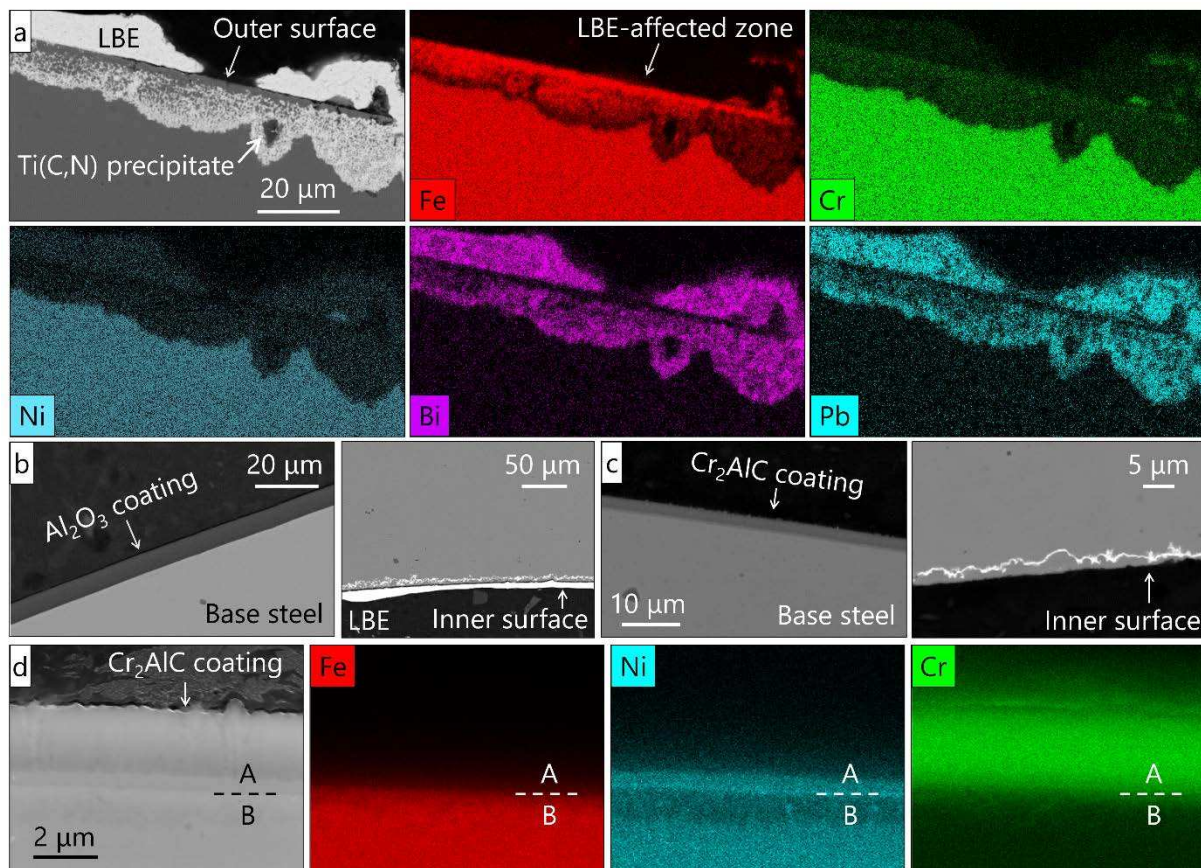 a
LBE
Outer surface
Ti(C,N) precipitate
20 μm
LBE-affected zone
Fe
Cr
Ni
Bi
Pb
b
20 μm
Al₂O₃ coating
Base steel
50 μm
LBE
Inner surface
c
Cr₂AlC coating
10 μm
Base steel
5 μm
Inner surface
d
Cr₂AlC coating
A
B
2 μm
Fe
A
B
Ni
A
B
Cr
A
B